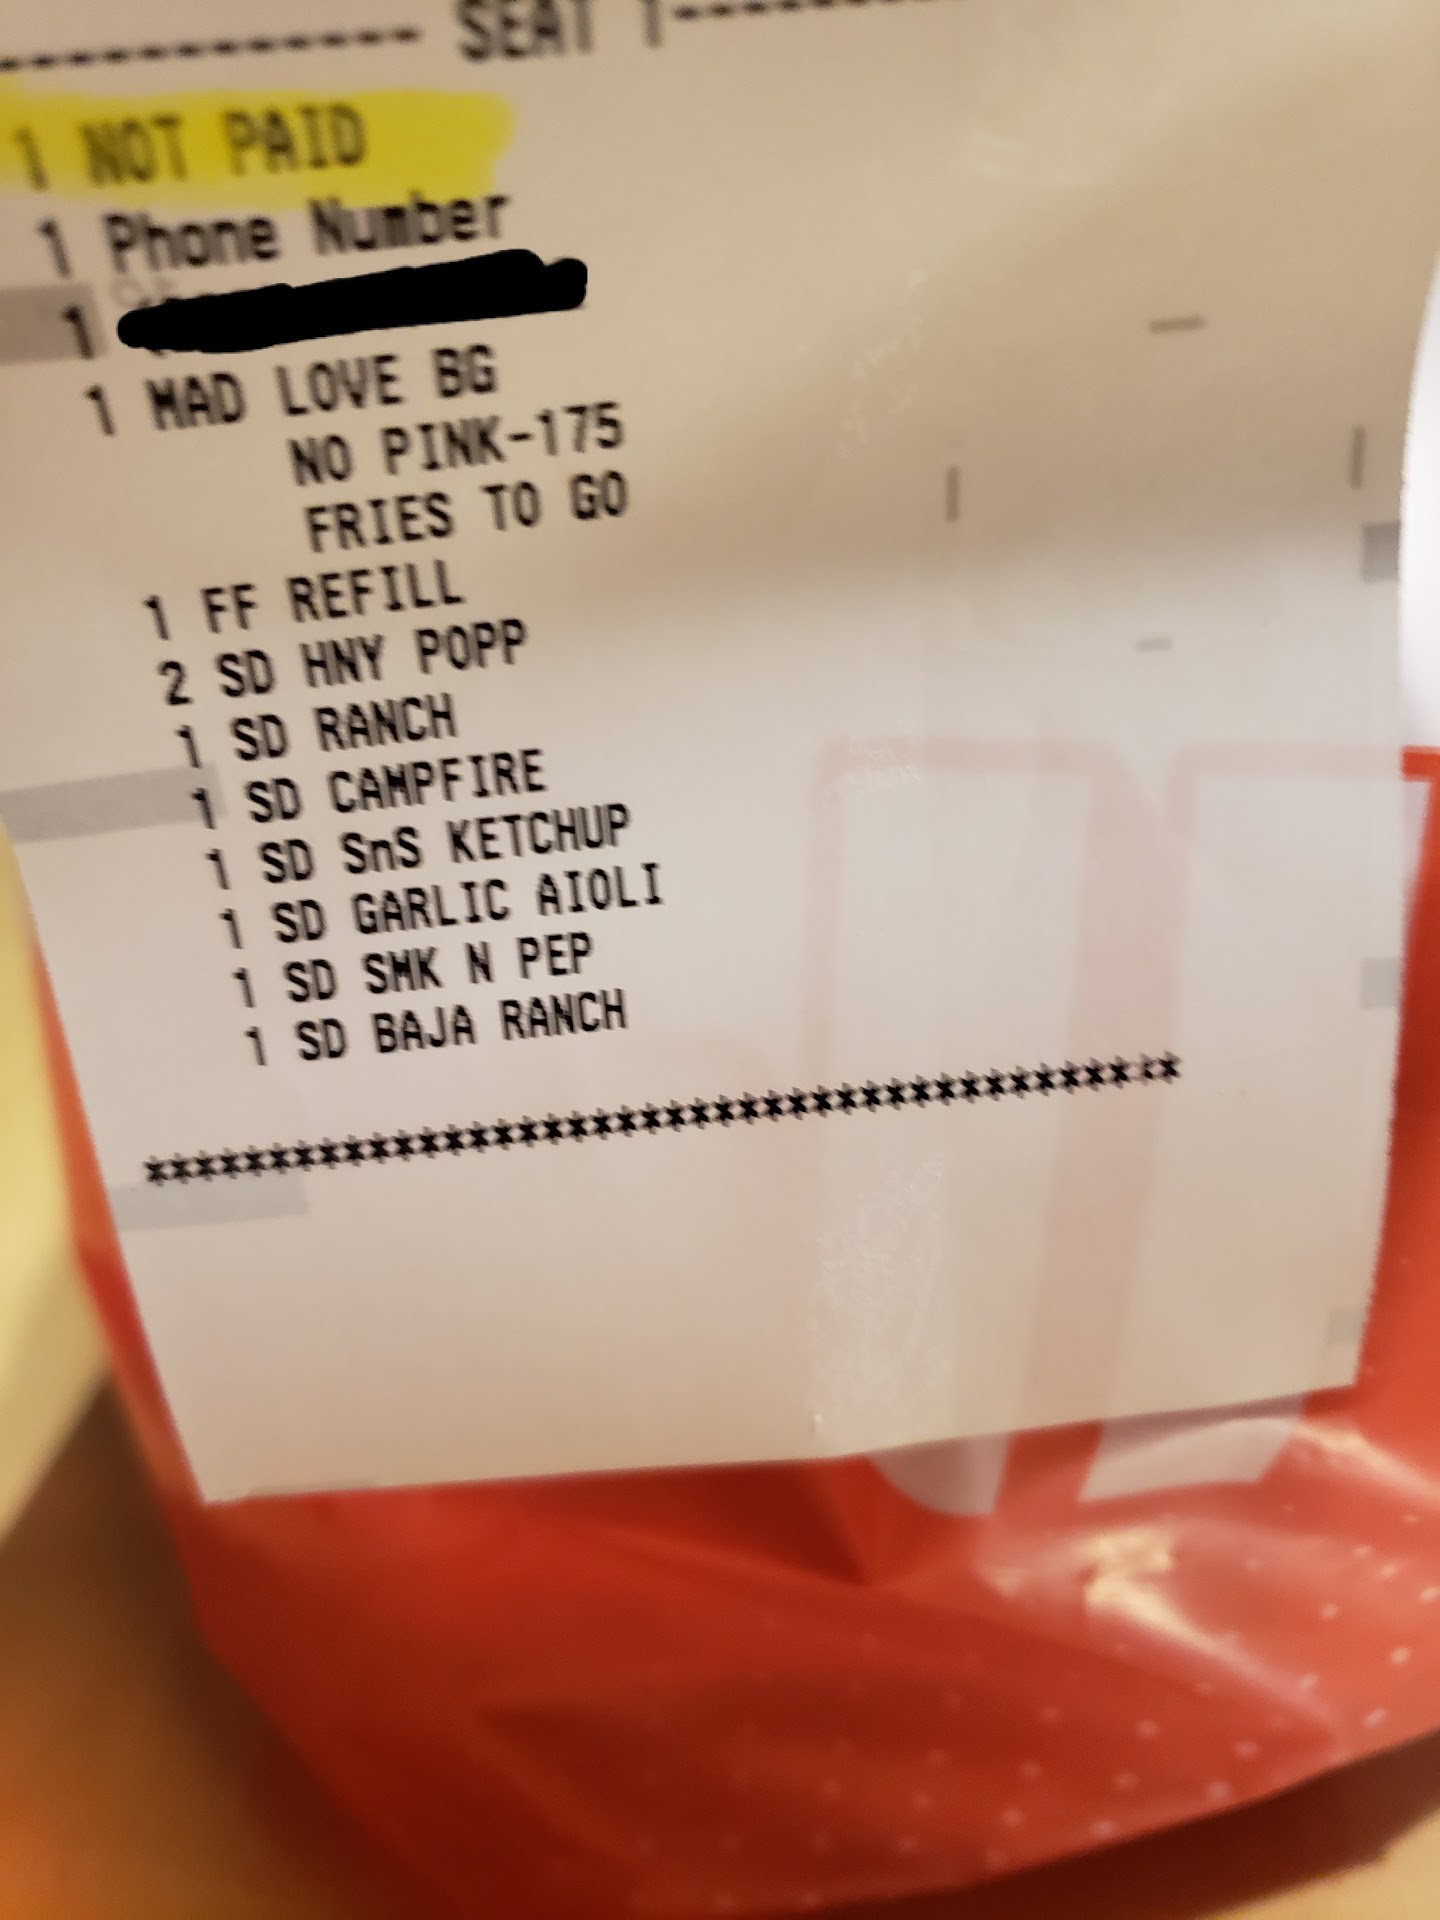 ------------ SEAT 1------------
1 NOT PAID
1 Phone Number
1
1 MAD LOVE BG
NO PINK-175
FRIES TO GO
1 FF REFILL
2 SD HNY POPP
1 SD RANCH
1 SD CAMPFIRE
1 SD SnS KETCHUP
1 SD GARLIC AIOLI
1 SD SMK N PEP
1 SD BAJA RANCH
******************************************